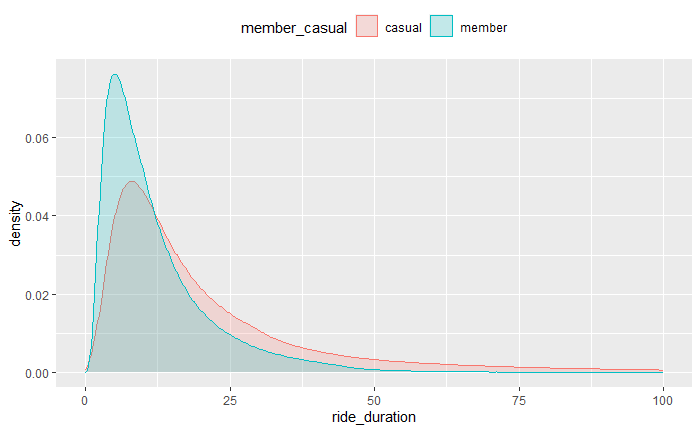 member_casual casual member
density
0.06
0.04
0.02
0.00
0 25 50 75 100
ride_duration